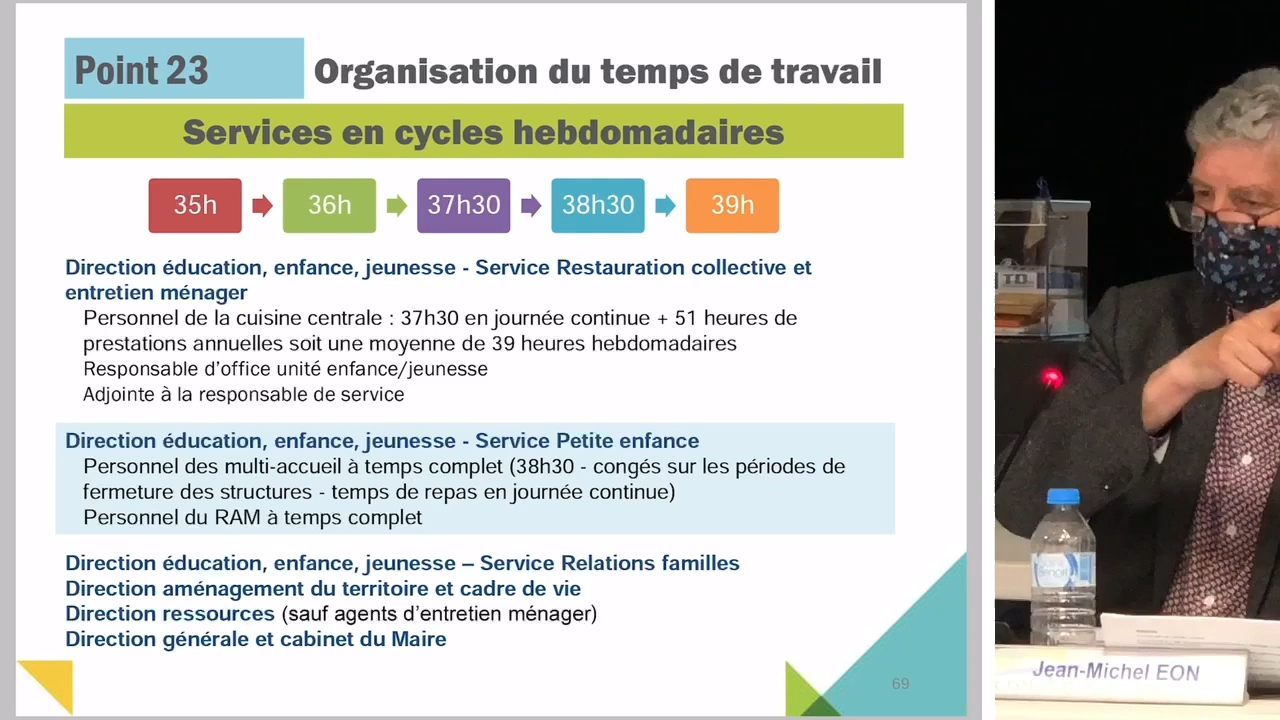 Point 23
Organisation du temps de travail
Services en cycles hebdomadaires
35h
36h
37h30
38h30
39h
Direction éducation, enfance, jeunesse - Service Restauration collective et
entretien ménager
Personnel de la cuisine centrale : 37h30 en journée continue + 51 heures de
prestations annuelles soit une moyenne de 39 heures hebdomadaires
Responsable d'office unité enfance/jeunesse
Adjointe à la responsable de service
Direction éducation, enfance, jeunesse - Service Petite enfance
Personnel des multi-accueil à temps complet (38h30 - congés sur les périodes de
fermeture des structures - temps de repas en journée continue)
Personnel du RAM à temps complet
Direction éducation, enfance, jeunesse – Service Relations familles
Direction aménagement du territoire et cadre de vie
Direction ressources (sauf agents d'entretien ménager)
Direction générale et cabinet du Maire
69
Jean-Michel EON